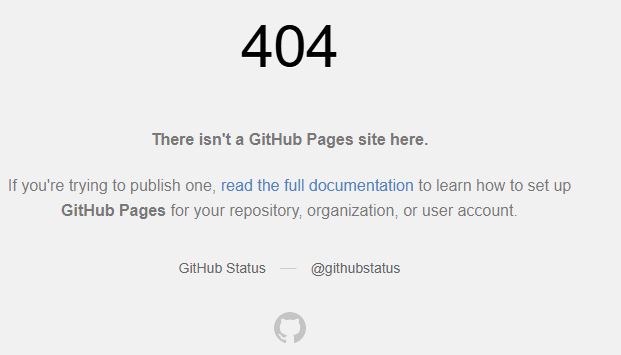 404
There isn't a GitHub Pages site here.
If you're trying to publish one, read the full documentation to learn how to set up
GitHub Pages for your repository, organization, or user account.
GitHub Status — @githubstatus